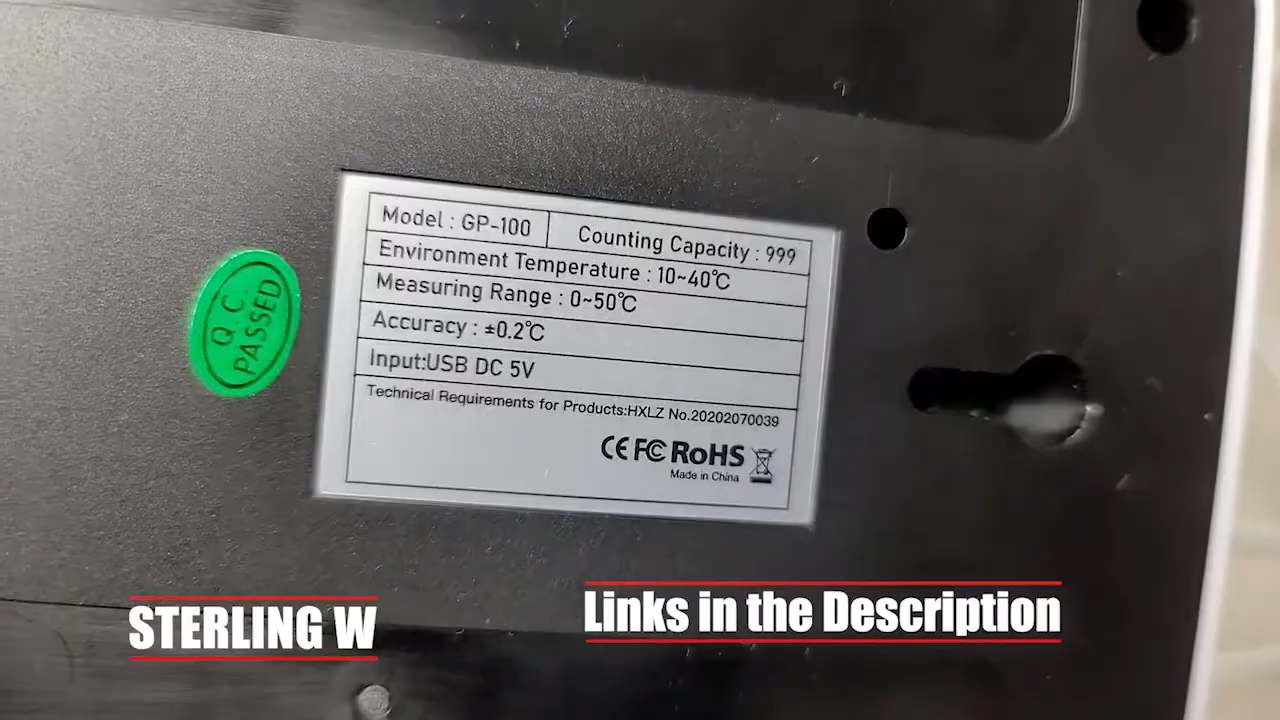 Model : GP-100
Counting Capacity : 999
Environment Temperature : 10~40℃
Measuring Range : 0~50℃
Accuracy : ±0.2℃
Input:USB DC 5V
Technical Requirements for Products:HXLZ No.20202070039
CE FC RoHS
Made in China
Q.C.
PASSED
STERLING W
Links in the Description